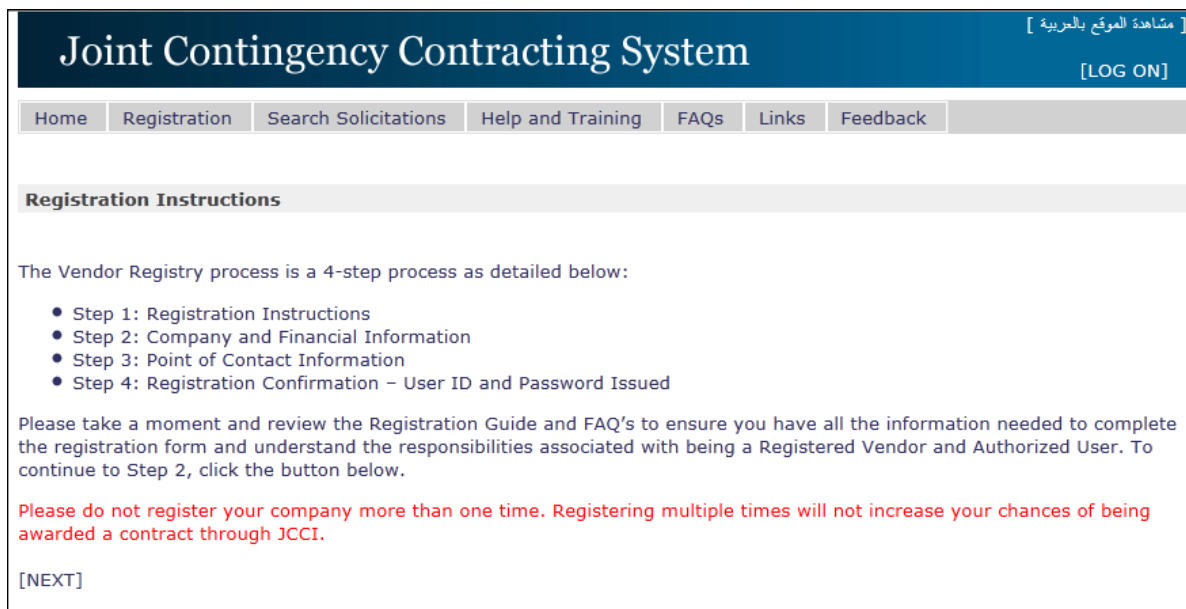 [ مشاهدة الموقع بالعربية ]
Joint Contingency Contracting System
[LOG ON]
Home Registration Search Solicitations Help and Training FAQs Links Feedback
Registration Instructions
The Vendor Registry process is a 4-step process as detailed below:
• Step 1: Registration Instructions
• Step 2: Company and Financial Information
• Step 3: Point of Contact Information
• Step 4: Registration Confirmation – User ID and Password Issued
Please take a moment and review the Registration Guide and FAQ's to ensure you have all the information needed to complete
the registration form and understand the responsibilities associated with being a Registered Vendor and Authorized User. To
continue to Step 2, click the button below.
Please do not register your company more than one time. Registering multiple times will not increase your chances of being
awarded a contract through JCCI.
[NEXT]